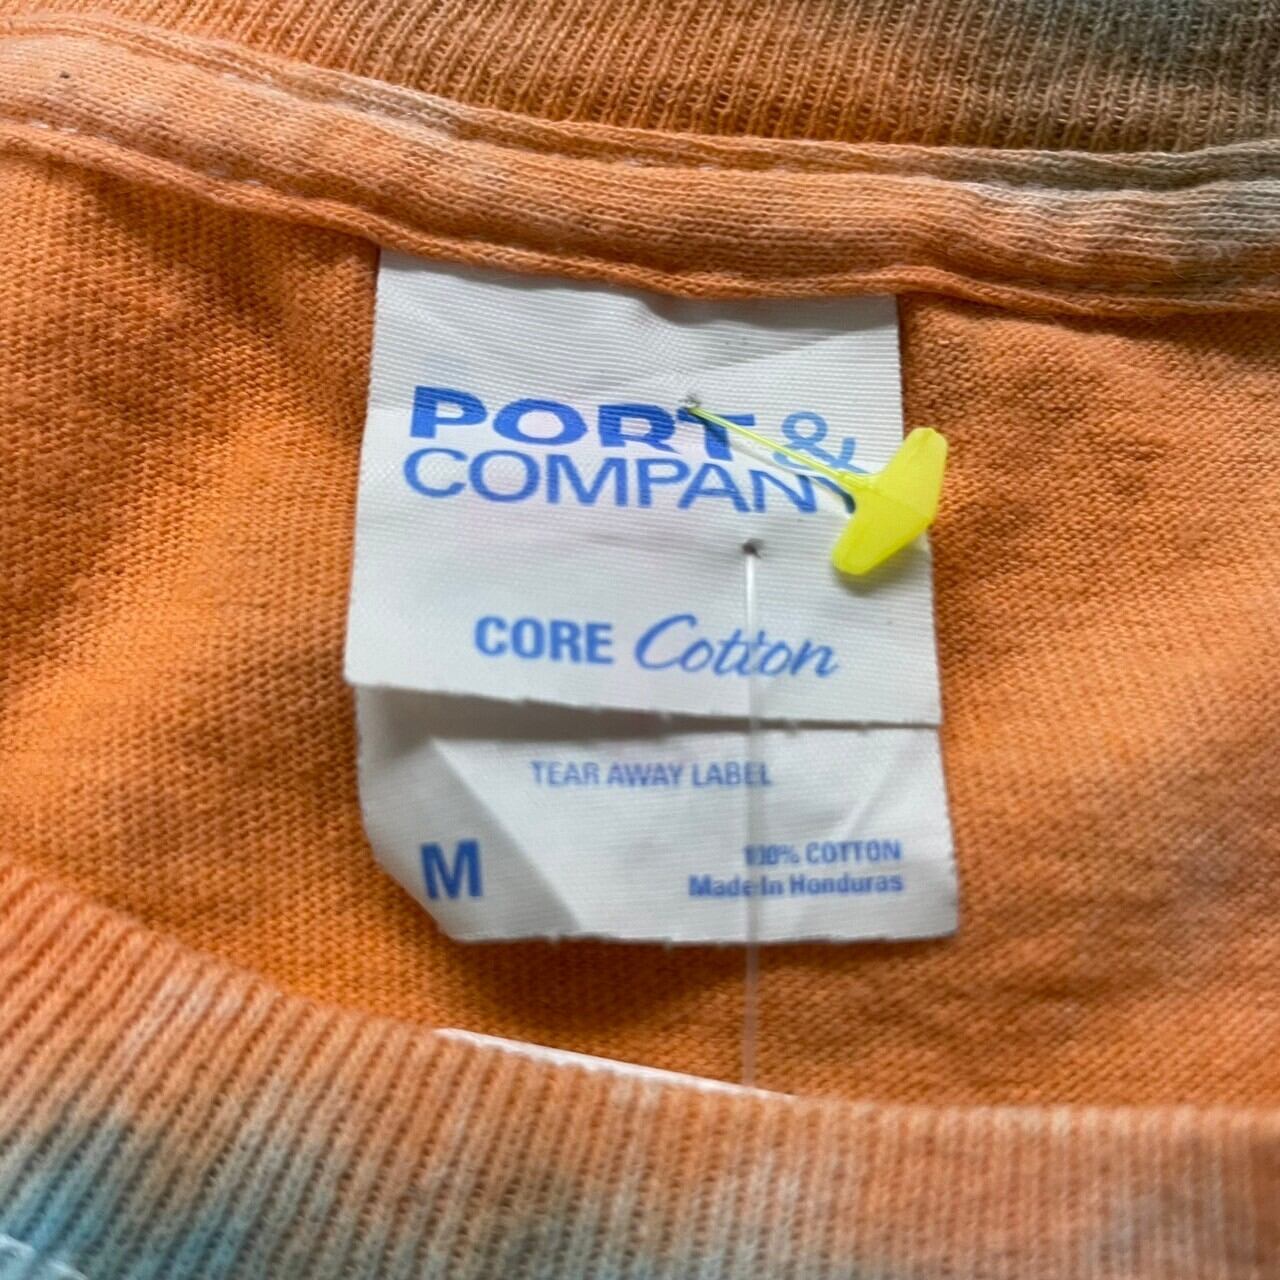 PORT &
COMPANY
CORE Cotton
TEAR AWAY LABEL
M
100% COTTON
Made In Honduras